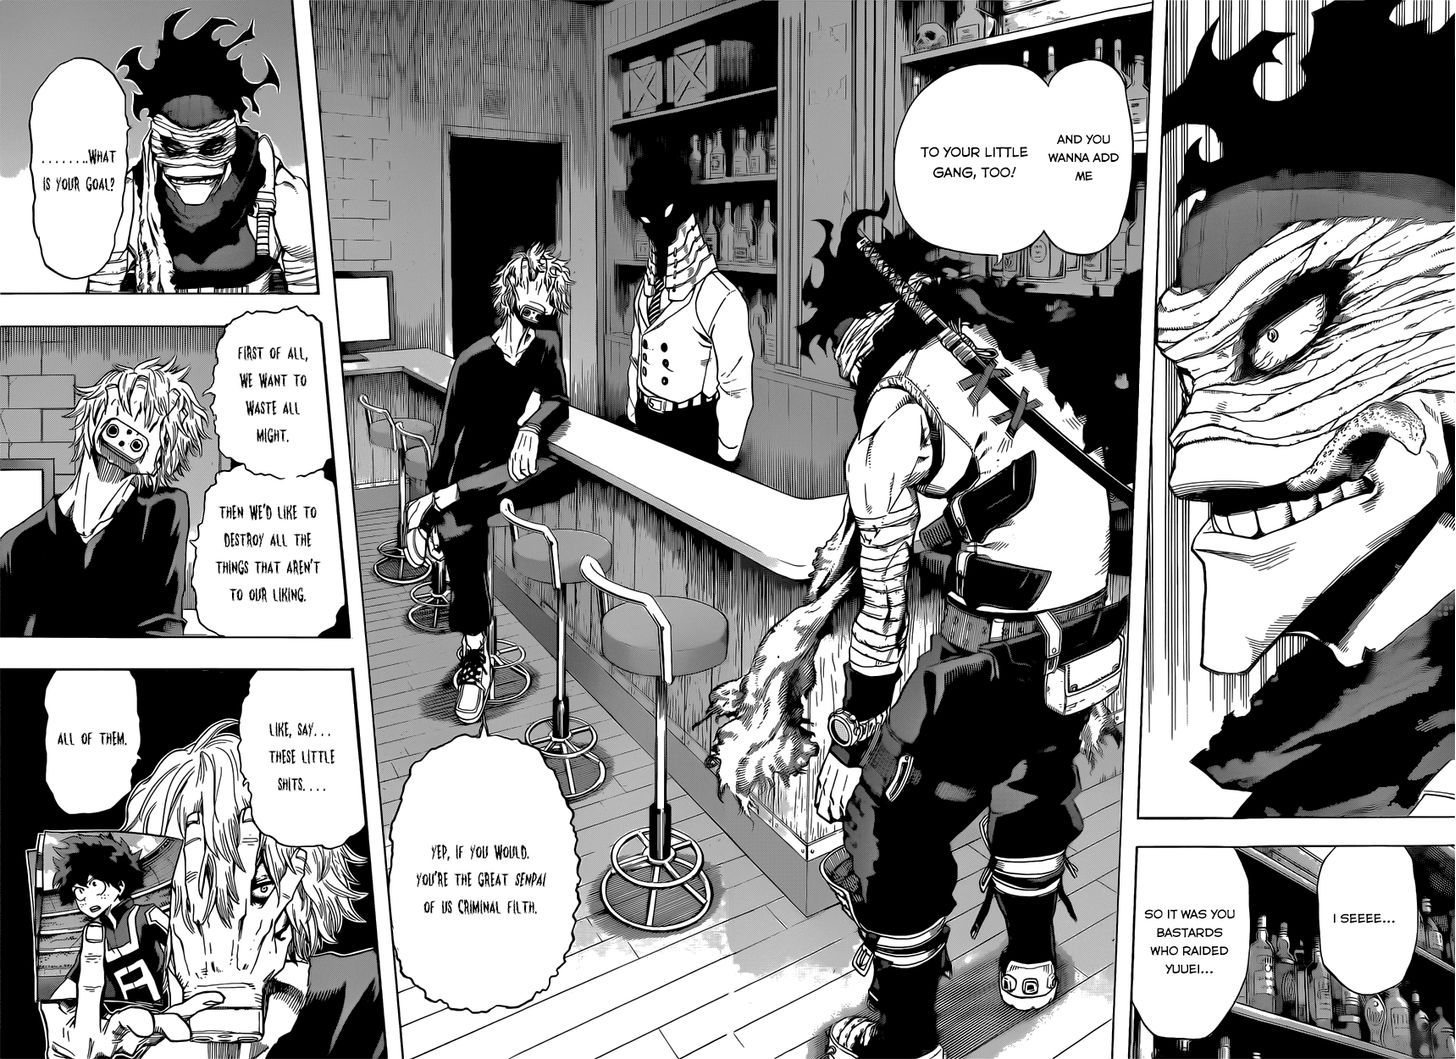 I SEEEE...
SO IT WAS YOU
BASTARDS
WHO RAIDED
YUUEI...
AND YOU
WANNA ADD
ME
TO YOUR LITTLE
GANG, TOO!
YEP, IF YOU WOULD.
YOU'RE THE GREAT SENPAI
OF US CRIMINAL FILTH.
........WHAT
IS YOUR GOAL?
FIRST OF ALL,
WE WANT TO
WASTE ALL
MIGHT.
THEN WE'D LIKE TO
DESTROY ALL THE
THINGS THAT AREN'T
TO OUR LIKING.
LIKE, SAY...
THESE LITTLE
SHITS....
ALL OF THEM.